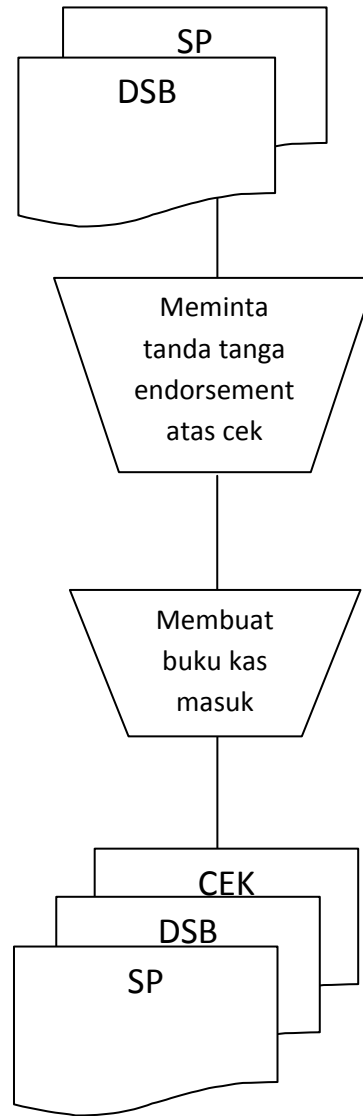 SP
DSB
Meminta
tanda tanga
endorsement
atas cek
Membuat
buku kas
masuk
CEK
DSB
SP